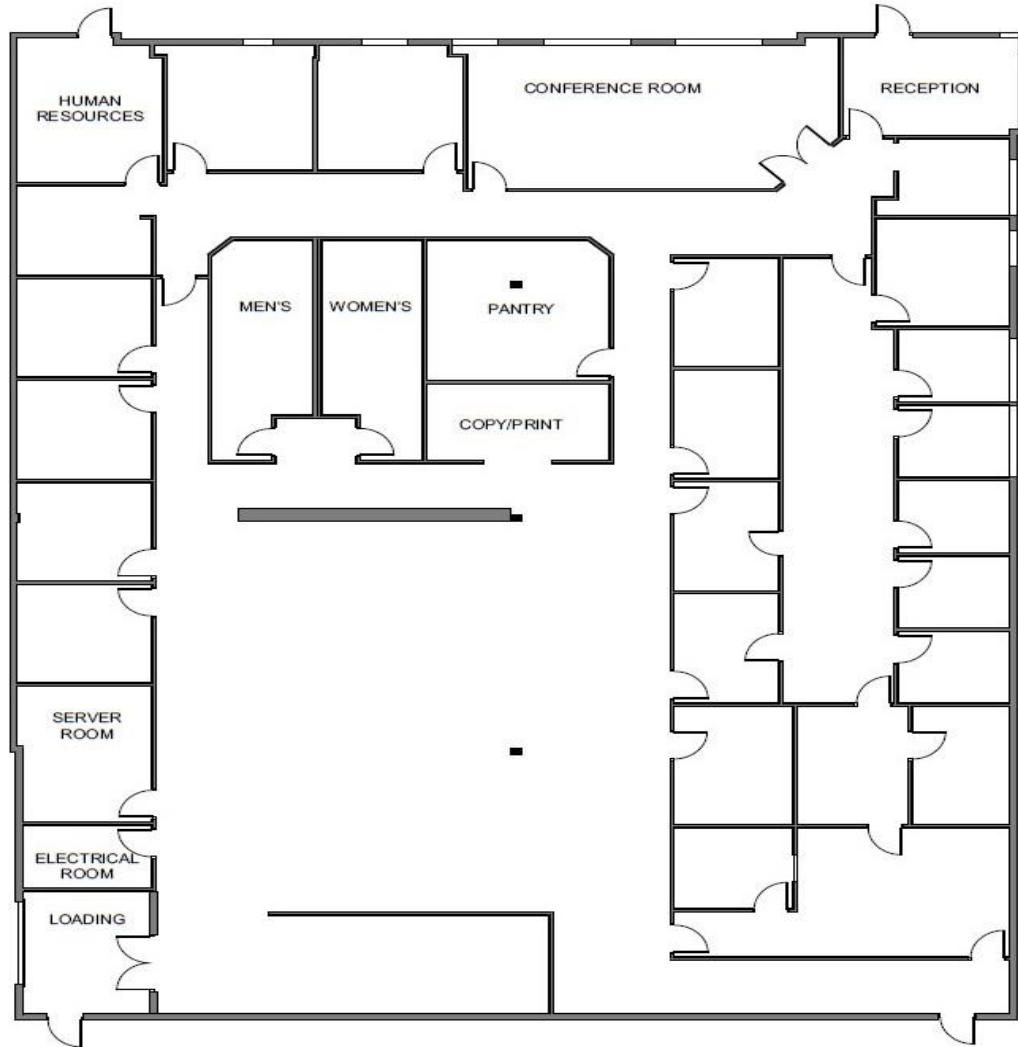 HUMAN
RESOURCES
CONFERENCE ROOM
RECEPTION
MEN'S
WOMEN'S
PANTRY
COPY/PRINT
SERVER
ROOM
ELECTRICAL
ROOM
LOADING